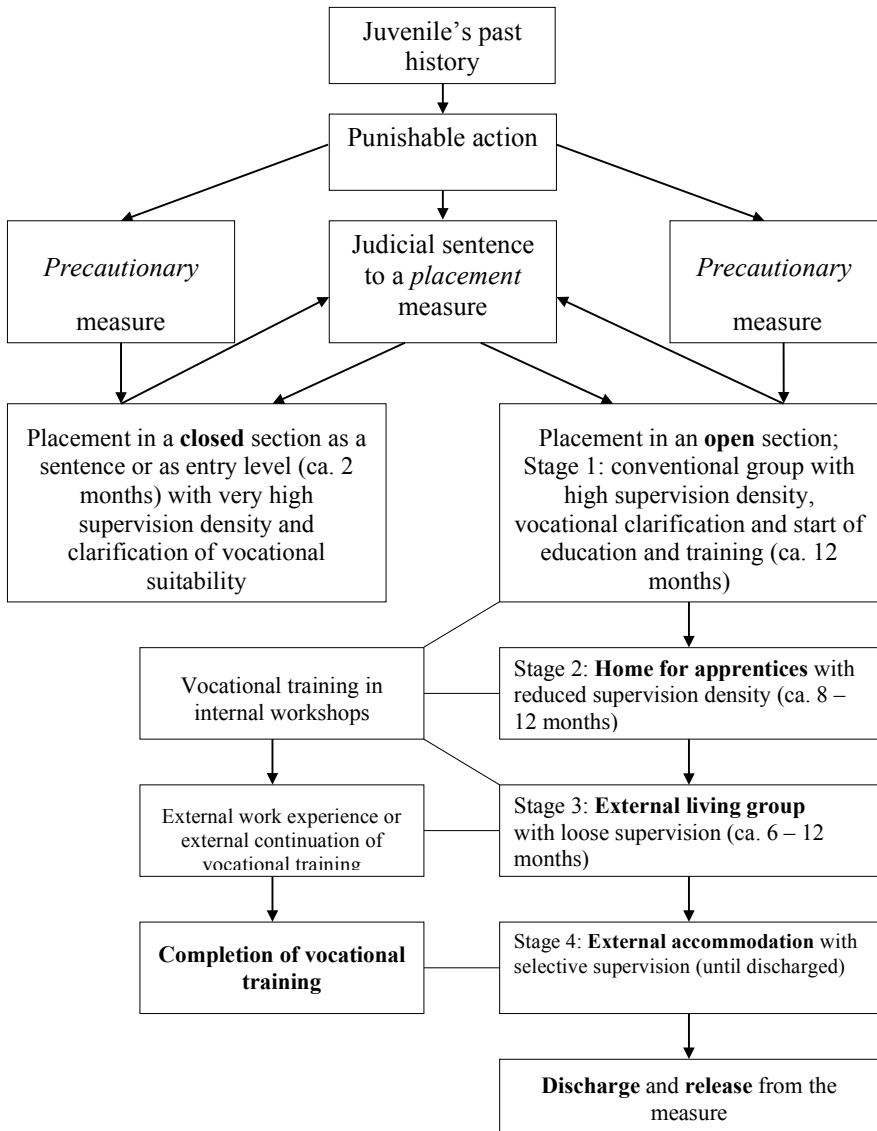 Juvenile’s past
history
Punishable action
Precautionary
measure
Judicial sentence
to a placement
measure
Precautionary
measure
Placement in a closed section as a
sentence or as entry level (ca. 2
months) with very high
supervision density and
clarification of vocational
suitability
Placement in an open section;
Stage 1: conventional group with
high supervision density,
vocational clarification and start of
education and training (ca. 12
months)
Vocational training in
internal workshops
Stage 2: Home for apprentices with
reduced supervision density (ca. 8 –
12 months)
External work experience or
external continuation of
vocational training
Stage 3: External living group
with loose supervision (ca. 6 – 12
months)
Completion of vocational
training
Stage 4: External accommodation with
selective supervision (until discharged)
Discharge and release from the
measure